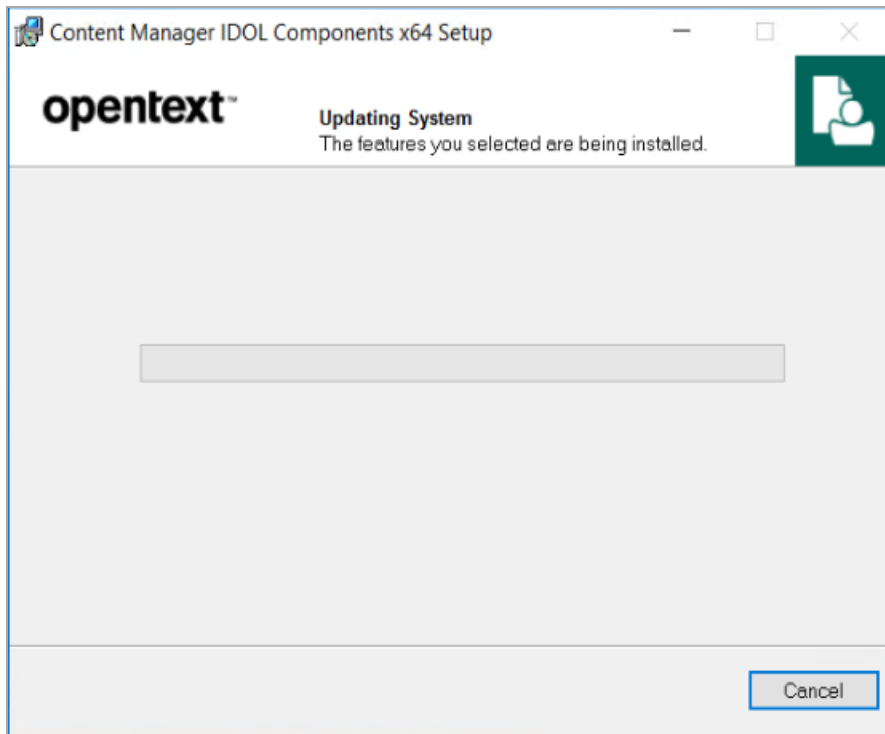 Content Manager IDOL Components x64 Setup
opentext™
Updating System
The features you selected are being installed.
Cancel